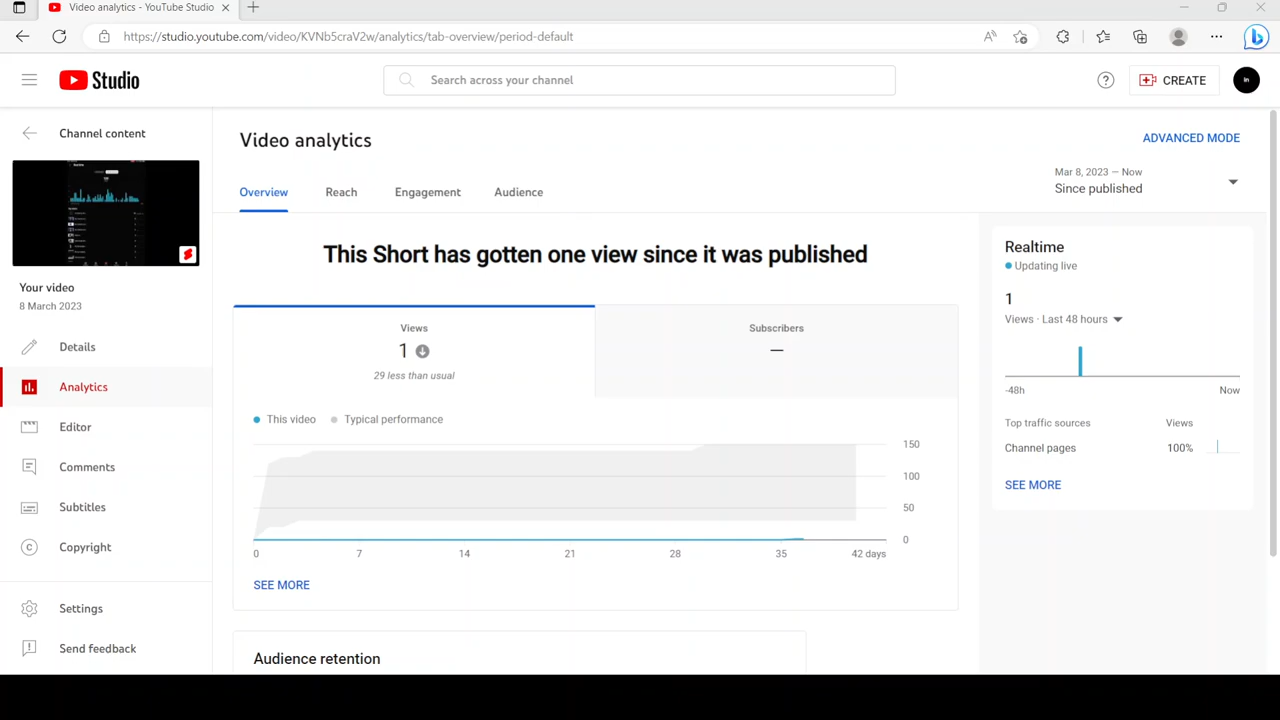 Video analytics - YouTube Studio
https://studio.youtube.com/video/KVNb5craV2w/analytics/tab-overview/period-default
Studio
Search across your channel
CREATE
in
Channel content
Your video
8 March 2023
Details
Analytics
Editor
Comments
Subtitles
Copyright
Settings
Send feedback
Video analytics
ADVANCED MODE
Mar 8, 2023 — Now
Since published
Overview
Reach
Engagement
Audience
This Short has gotten one view since it was published
Views
1
29 less than usual
Subscribers
—
This video
Typical performance
150
100
50
0
0 7 14 21 28 35 42 days
SEE MORE
Audience retention
Realtime
Updating live
1
Views · Last 48 hours
-48h Now
Top traffic sources Views
Channel pages 100%
SEE MORE